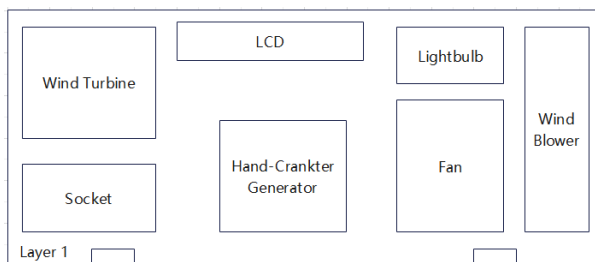 LCD
Wind Turbine
Lightbulb
Wind
Blower
Hand-Crankter
Generator
Fan
Socket
Layer 1